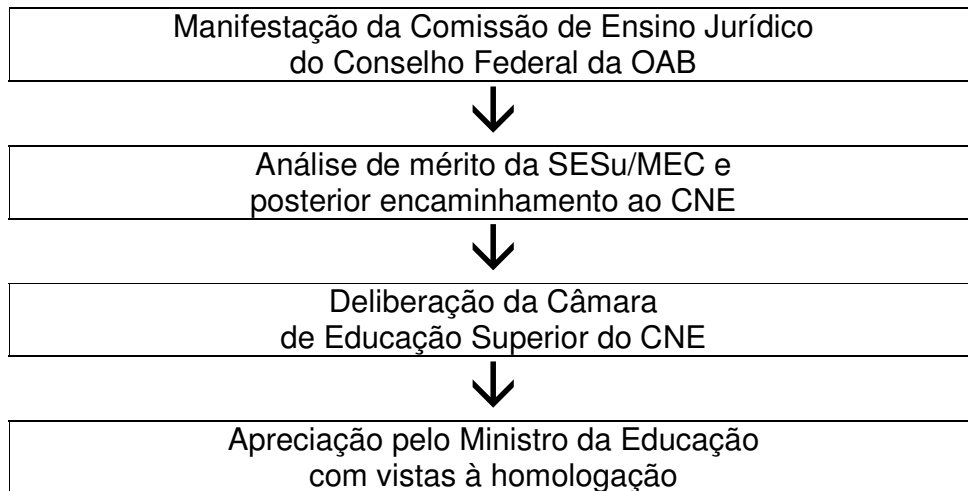 Manifestação da Comissão de Ensino Jurídico
do Conselho Federal da OAB
Análise de mérito da SESu/MEC e
posterior encaminhamento ao CNE
Deliberação da Câmara
de Educação Superior do CNE
Apreciação pelo Ministro da Educação
com vistas à homologação